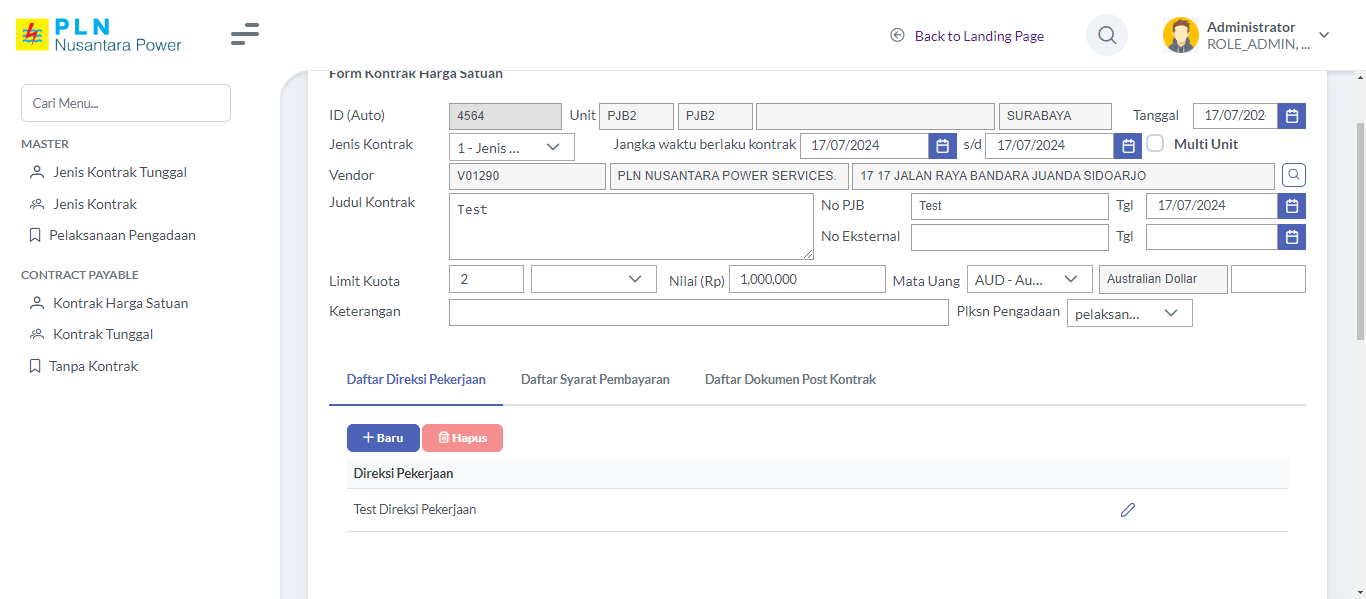 PLN
Nusantara Power
Back to Landing Page
Administrator
ROLE_ADMIN, ...
Cari Menu...
MASTER
Jenis Kontrak Tunggal
Jenis Kontrak
Pelaksanaan Pengadaan
CONTRACT PAYABLE
Kontrak Harga Satuan
Kontrak Tunggal
Tanpa Kontrak
Form Kontrak Harga Satuan
ID (Auto) 4564 Unit PJB2 PJB2 SURABAYA Tanggal 17/07/202
Jenis Kontrak 1 - Jenis ... Jangka waktu berlaku kontrak 17/07/2024 s/d 17/07/2024 Multi Unit
Vendor V01290 PLN NUSANTARA POWER SERVICES. 17 17 JALAN RAYA BANDARA JUANDA SIDOARJO
Judul Kontrak Test No PJB Test Tgl 17/07/2024
No Eksternal Tgl
Limit Kuota 2 Nilai (Rp) 1,000,000 Mata Uang AUD - Au... Australian Dollar
Keterangan Plksn Pengadaan pelaksan...
Daftar Direksi Pekerjaan Daftar Syarat Pembayaran Daftar Dokumen Post Kontrak
Baru Hapus
Direksi Pekerjaan
Test Direksi Pekerjaan